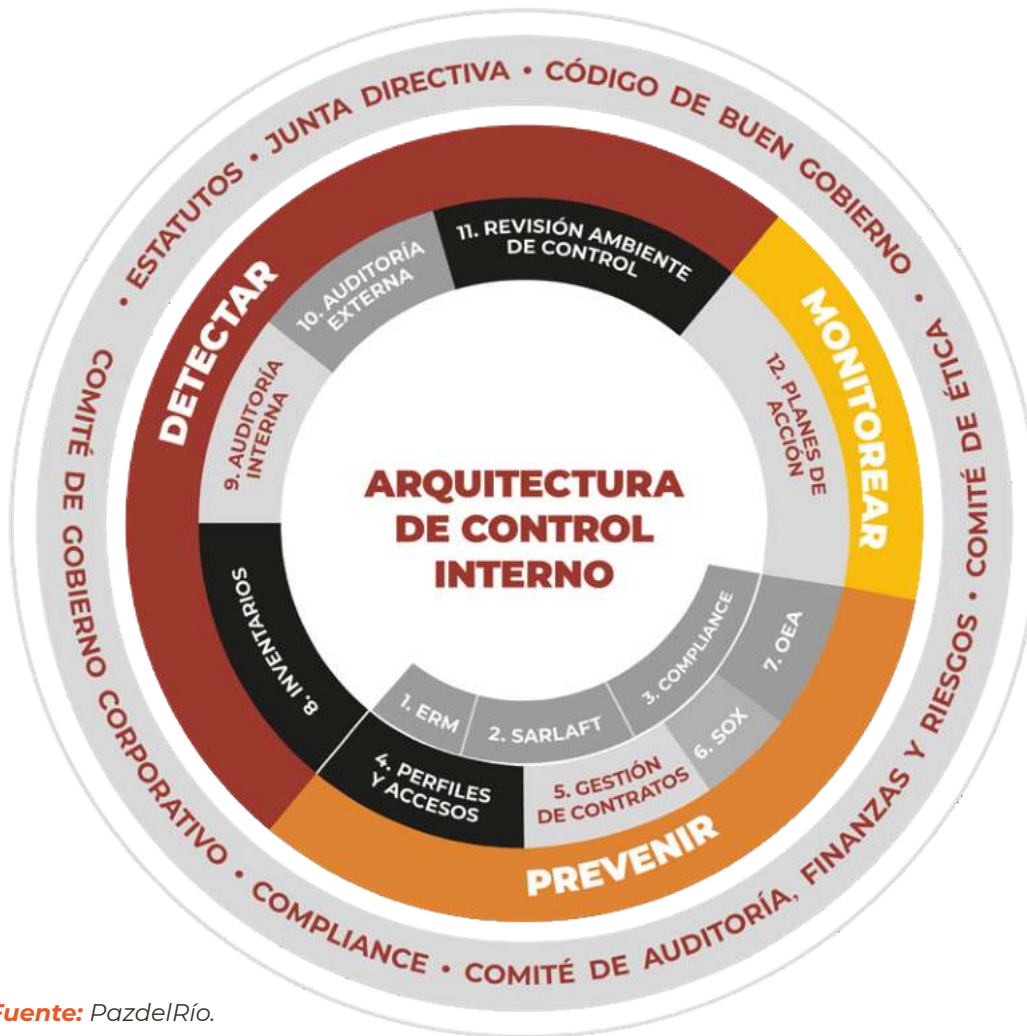 • ESTATUTOS • JUNTA DIRECTIVA • CÓDIGO DE BUEN GOBIERNO • COMITÉ DE ÉTICA • COMITÉ DE AUDITORÍA, FINANZAS Y RIESGOS • COMPLIANCE • COMITÉ DE GOBIERNO CORPORATIVO
DETECTAR
MONITOREAR
PREVENIR
ARQUITECTURA
DE CONTROL
INTERNO
1. ERM
2. SARLAFT
3. COMPLIANCE
4. PERFILES
Y ACCESOS
5. GESTIÓN
DE CONTRATOS
6. SOX
7. OEA
8. INVENTARIOS
9. AUDITORÍA
INTERNA
10. AUDITORÍA
EXTERNA
11. REVISIÓN AMBIENTE
DE CONTROL
12. PLANES DE
ACCIÓN
Fuente: PazdelRío.